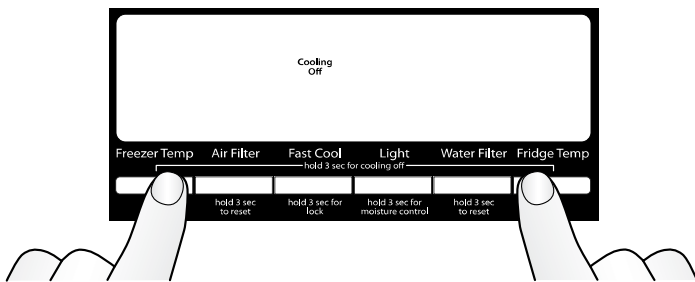 Cooling
Off
Freezer Temp Air Filter Fast Cool Light Water Filter Fridge Temp
hold 3 sec for cooling off
hold 3 sec
to reset
hold 3 sec for
lock
hold 3 sec for
moisture control
hold 3 sec
to reset